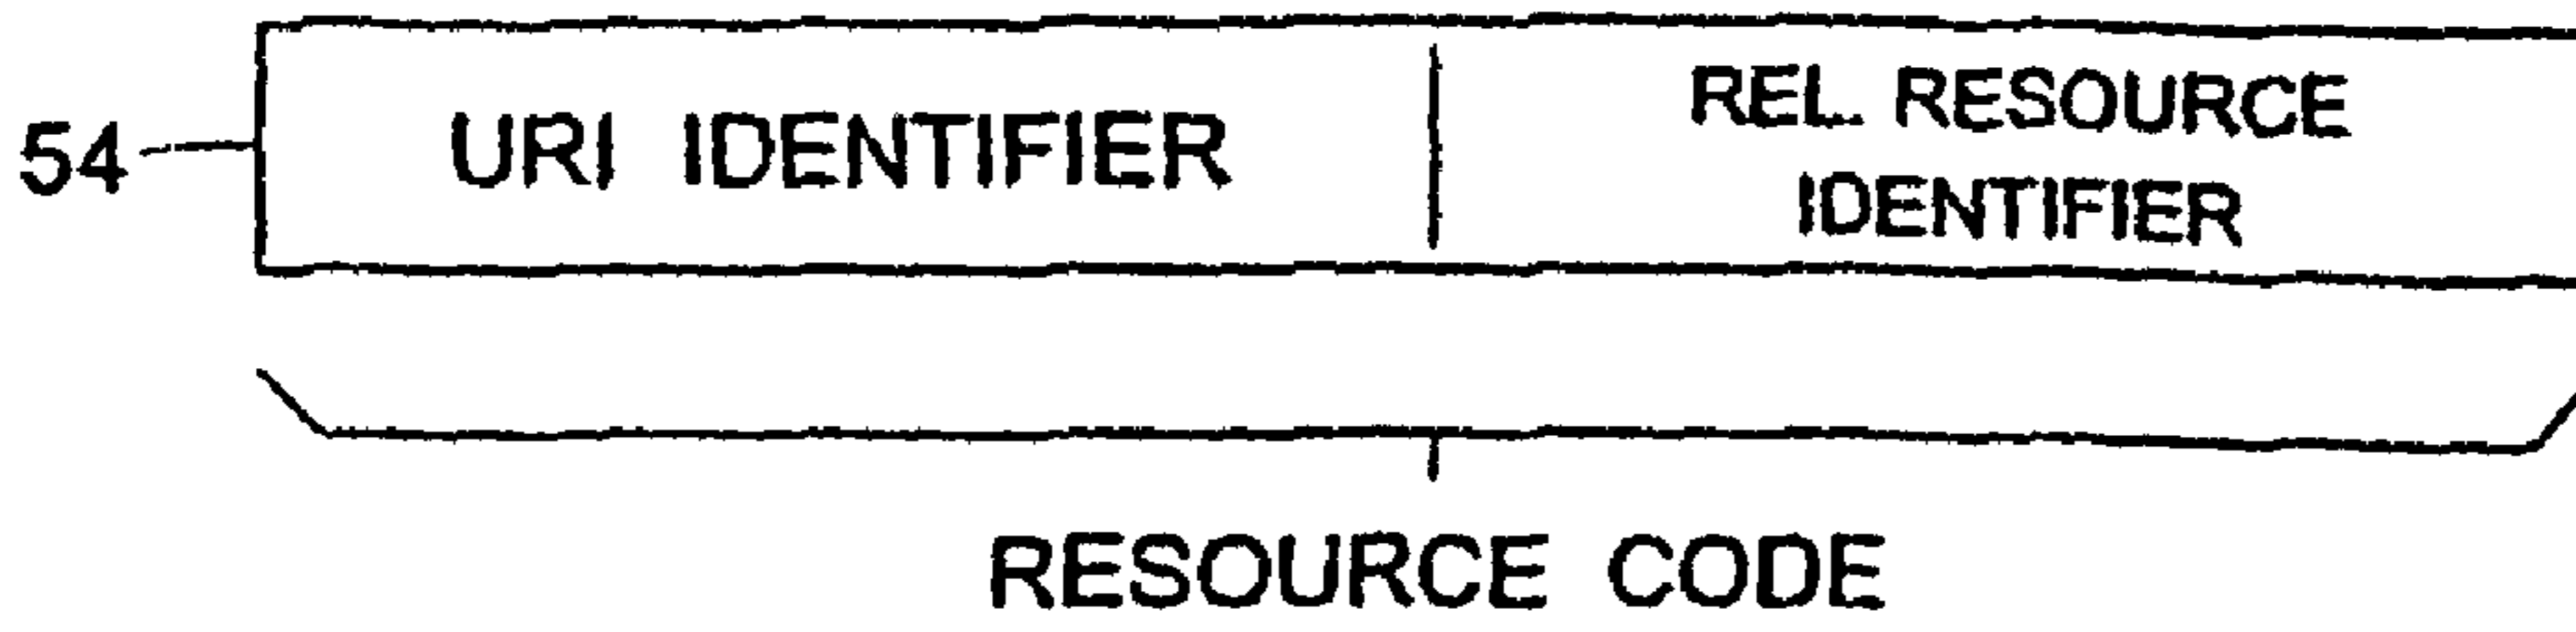 54
URI IDENTIFIER
REL. RESOURCE
IDENTIFIER
RESOURCE CODE